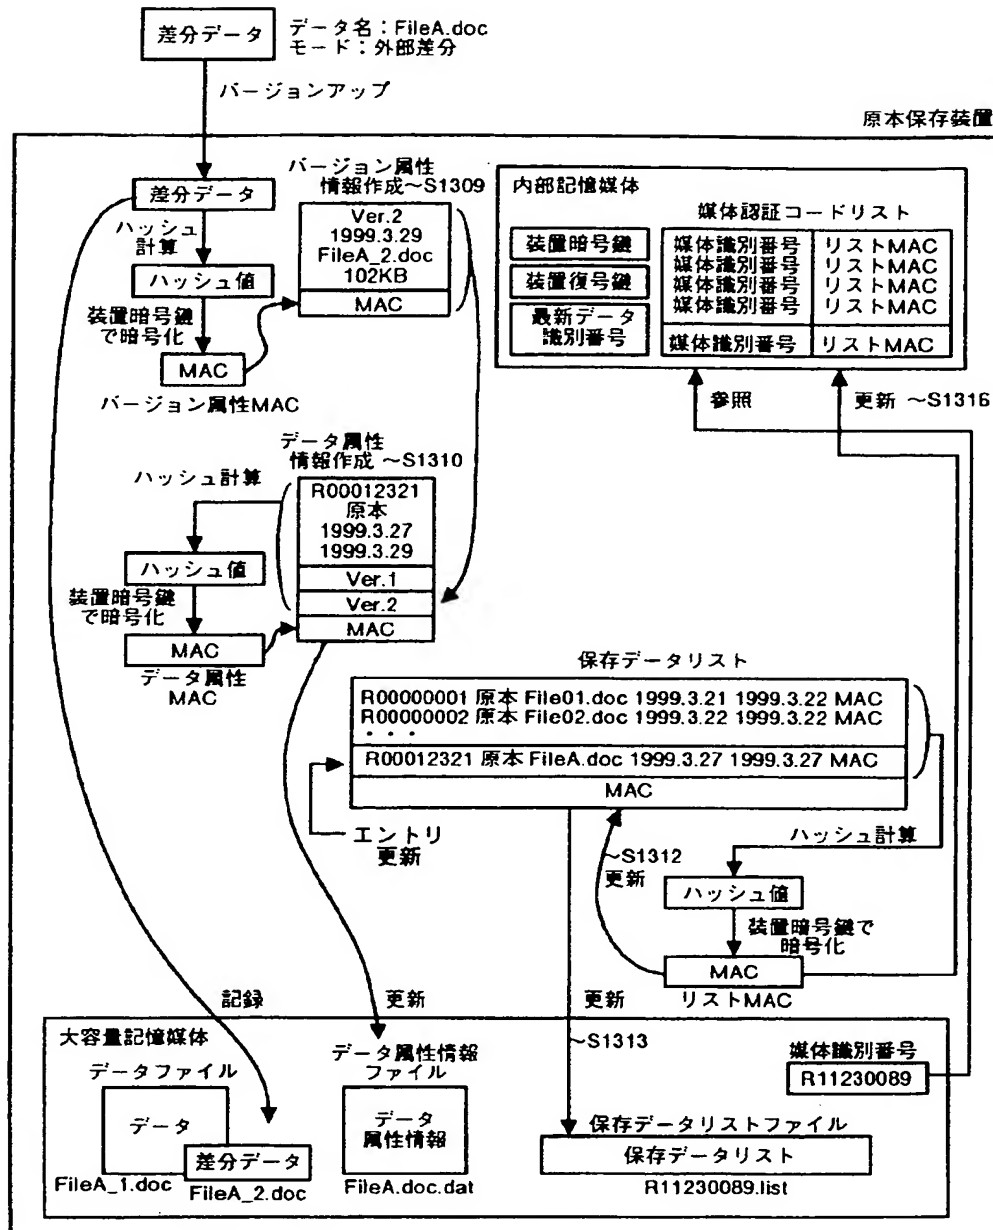 差分データ
データ名：FileA.doc
モード：外部差分
バージョンアップ
原本保存装置
差分データ
ハッシュ
計算
ハッシュ値
装置暗号鍵
で暗号化
MAC
バージョン属性MAC
バージョン属性
情報作成～S1309
Ver.2
1999.3.29
FileA_2.doc
102KB
MAC
内部記憶媒体
装置暗号鍵
装置復号鍵
最新データ
識別番号
媒体認証コードリスト
媒体識別番号 リストMAC
媒体識別番号 リストMAC
媒体識別番号 リストMAC
媒体識別番号 リストMAC
媒体識別番号 リストMAC
参照
更新 ～S1316
データ属性
情報作成 ～S1310
ハッシュ計算
R00012321
原本
1999.3.27
1999.3.29
Ver.1
Ver.2
MAC
ハッシュ値
装置暗号鍵
で暗号化
MAC
データ属性
MAC
保存データリスト
R00000001 原本 File01.doc 1999.3.21 1999.3.22 MAC
R00000002 原本 File02.doc 1999.3.22 1999.3.22 MAC
・・・
R00012321 原本 FileA.doc 1999.3.27 1999.3.27 MAC
MAC
エントリ
更新
ハッシュ計算
～S1312
更新
ハッシュ値
装置暗号鍵で
暗号化
MAC
リストMAC
記録
更新
更新
～S1313
大容量記憶媒体
データファイル
データ
差分データ
FileA_1.doc
FileA_2.doc
データ属性情報
ファイル
データ
属性情報
FileA.doc.dat
媒体識別番号
R11230089
保存データリストファイル
保存データリスト
R11230089.list